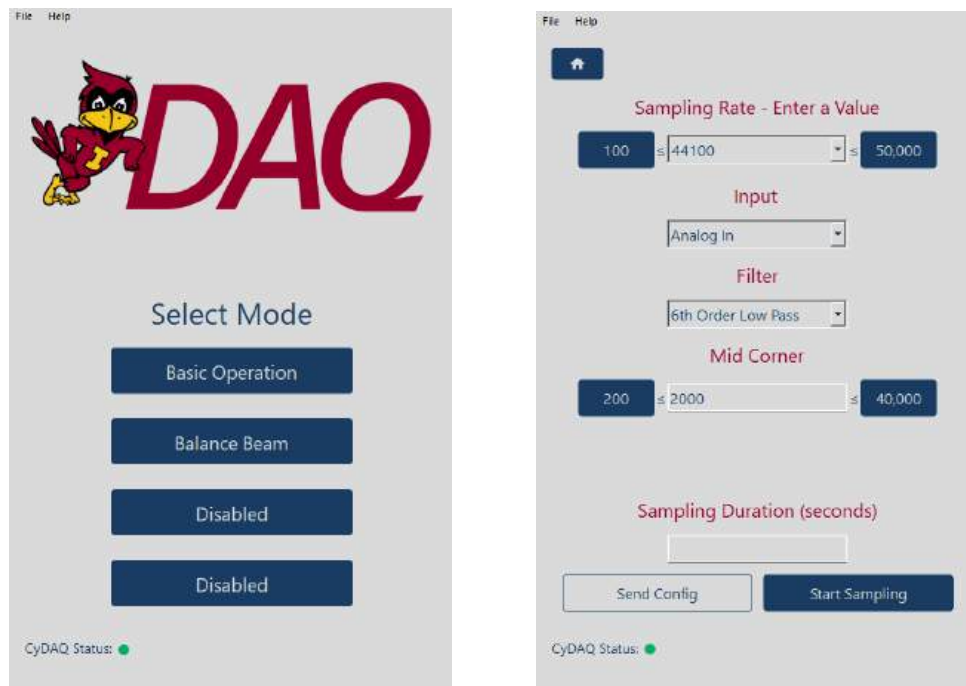 File Help
I
DAQ
Select Mode
Basic Operation
Balance Beam
Disabled
Disabled
CyDAQ Status:
File Help
Sampling Rate - Enter a Value
100 ≤ 44100 ≤ 50,000
Input
Analog In
Filter
6th Order Low Pass
Mid Corner
200 ≤ 2000 ≤ 40,000
Sampling Duration (seconds)
Send Config Start Sampling
CyDAQ Status: